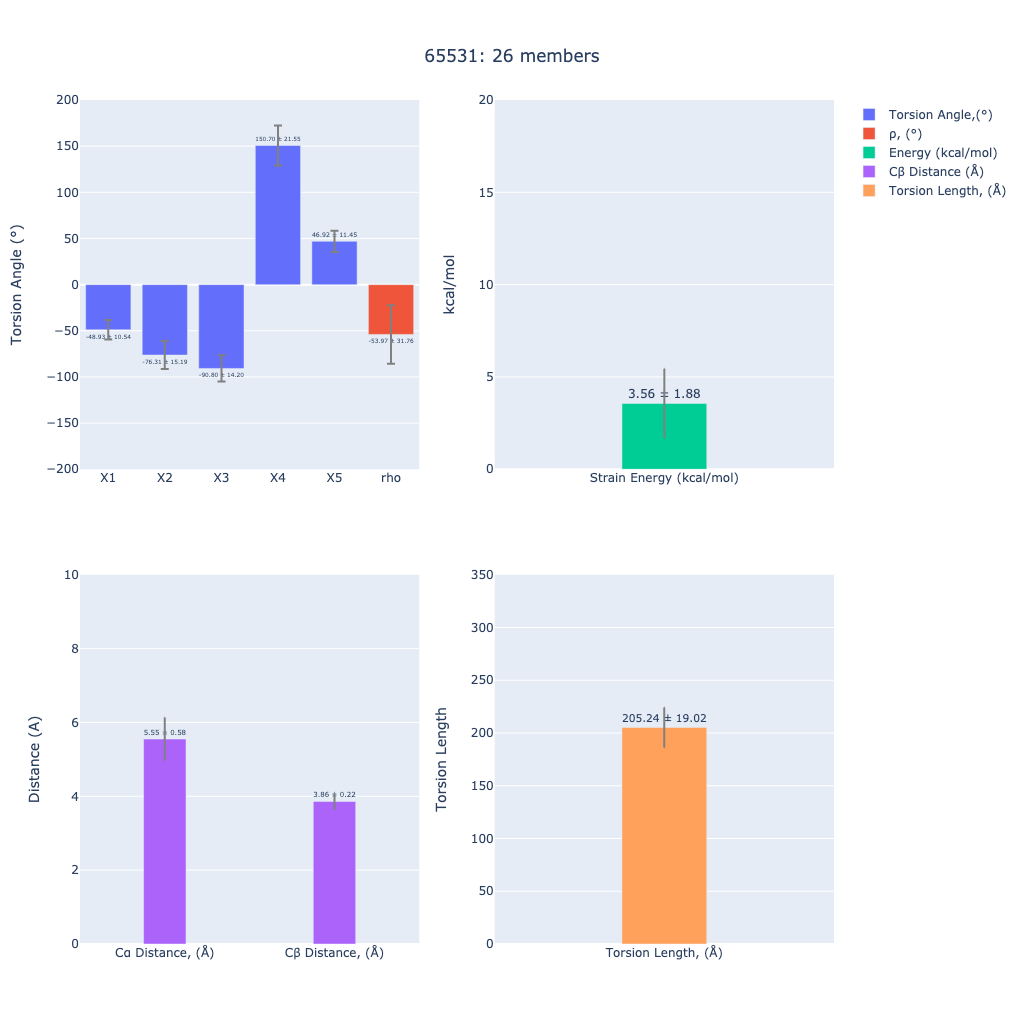 65531: 26 members
Torsion Angle (°)
200
150
100
50
0
−50
−100
−150
−200
-48.93 ± 10.54
-76.31 ± 15.19
-90.80 ± 14.20
150.70 ± 21.55
46.92 ± 11.45
-53.97 ± 31.76
X1 X2 X3 X4 X5 rho
kcal/mol
20
15
10
5
0
3.56 ± 1.88
Strain Energy (kcal/mol)
Torsion Angle,(°)
ρ, (°)
Energy (kcal/mol)
Cβ Distance (Å)
Torsion Length, (Å)
Distance (A)
10
8
6
4
2
0
5.55 ± 0.58
3.86 ± 0.22
Cα Distance, (Å) Cβ Distance, (Å)
Torsion Length
350
300
250
200
150
100
50
0
205.24 ± 19.02
Torsion Length, (Å)